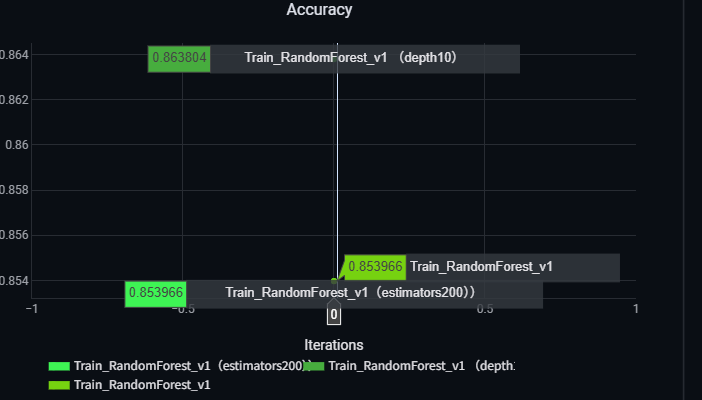 Accuracy
0.864
0.863804 Train_RandomForest_v1 （depth10)
0.862
0.86
0.858
0.856
0.853966 Train_RandomForest_v1
0.854
0.853966 Train_RandomForest_v1（estimators200)）
−1 −0.5 0 0.5 1
Iterations
Train_RandomForest_v1（estimators200)） Train_RandomForest_v1 （depth
Train_RandomForest_v1